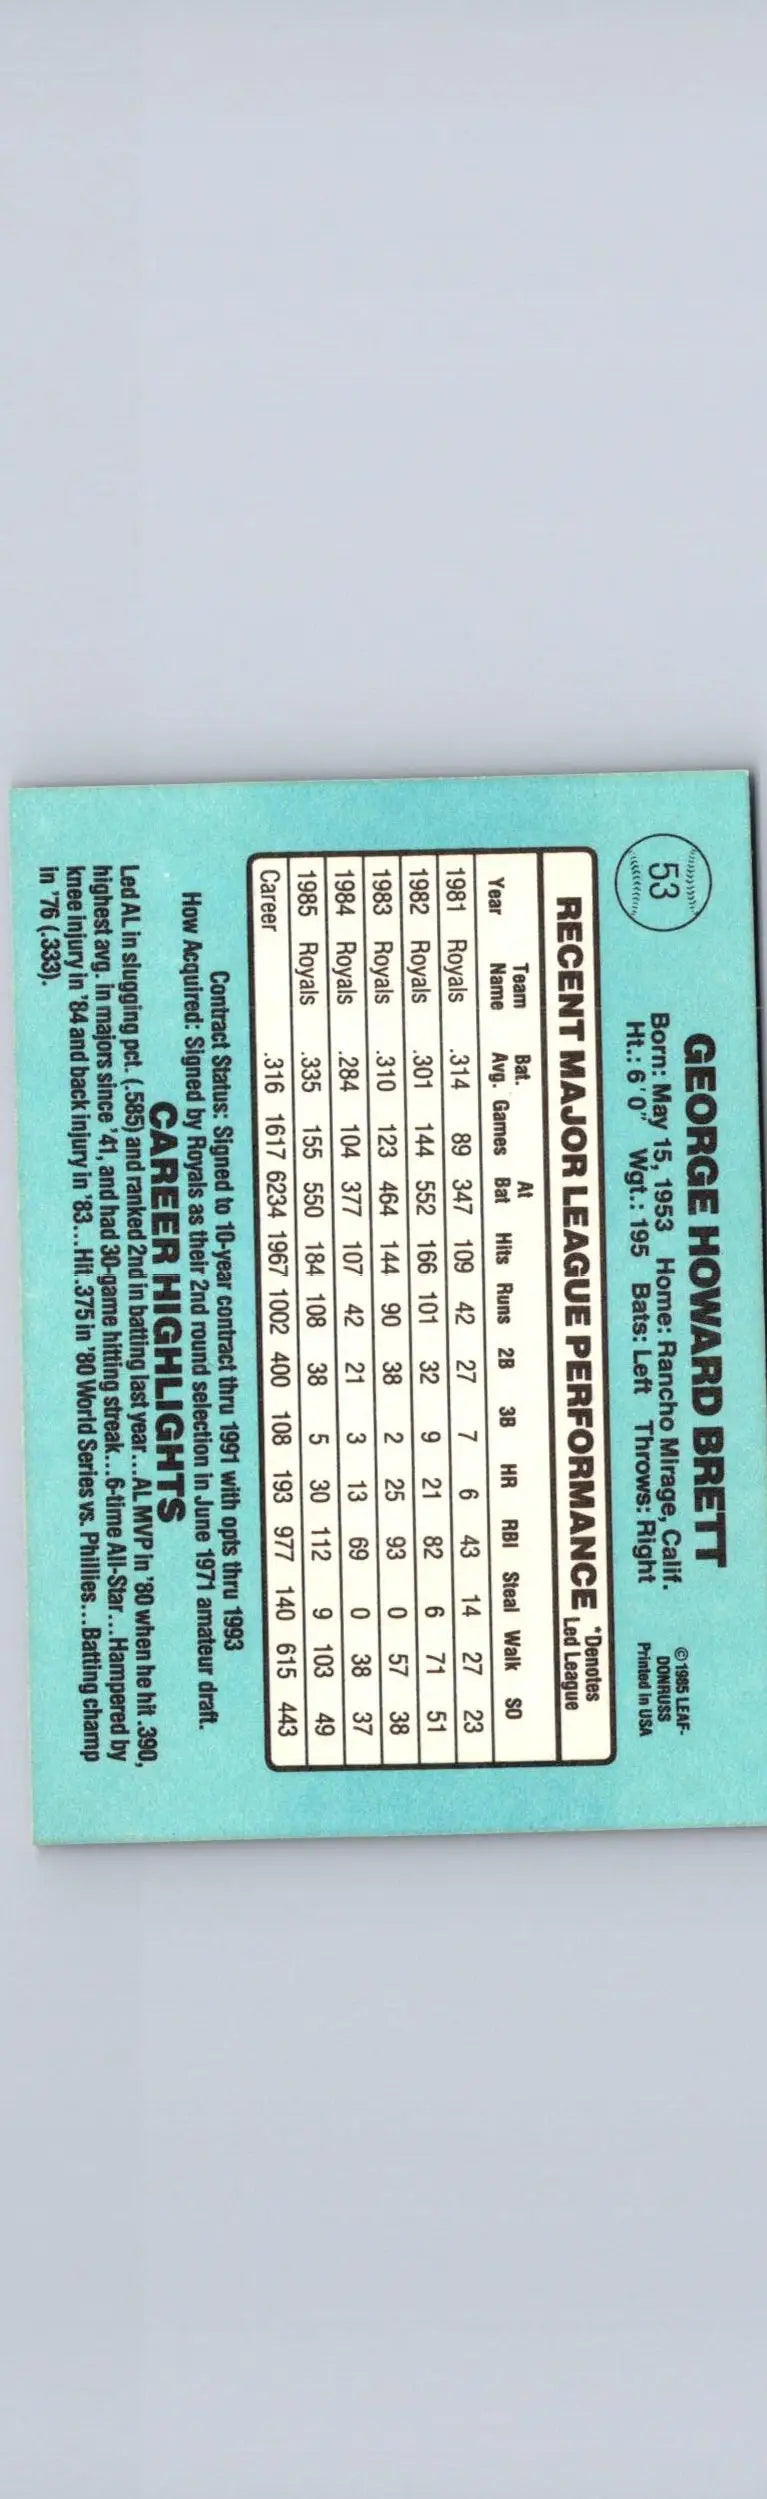 53
GEORGE HOWARD BRETT
Born: May 15, 1953 Home: Rancho Mirage, Calif.
Ht.: 6'0" Wgt.: 195 Bats: Left Throws: Right
©1985 LEAF-
DONRUSS
Printed in USA
RECENT MAJOR LEAGUE PERFORMANCE *Denotes
Led League
Year Team Name Bat. Avg. Games At Bat Hits Runs 2B 3B HR RBI Steal Walk SO
1981 Royals .314 89 347 109 42 27 7 6 43 14 27 23
1982 Royals .301 144 552 166 101 32 9 21 82 6 71 51
1983 Royals .310 123 464 144 90 38 2 25 93 0 57 38
1984 Royals .284 104 377 107 42 21 3 13 69 0 38 37
1985 Royals .335 155 550 184 108 38 5 30 112 9 103 49
Career .316 1617 6234 1967 1002 400 108 193 977 140 615 443
Contract Status: Signed to 10-year contract thru 1991 with opts thru 1993
How Acquired: Signed by Royals as their 2nd round selection in June 1971 amateur draft.
CAREER HIGHLIGHTS
Led AL in slugging pct. (.585) and ranked 2nd in batting last year...AL MVP in '80 when he hit .390,
highest avg. in majors since '41, and had 30-game hitting streak...6-time All-Star...Hampered by
knee injury in '84 and back injury in '83...Hit .375 in '80 World Series vs. Phillies...Batting champ
in '76 (.333).